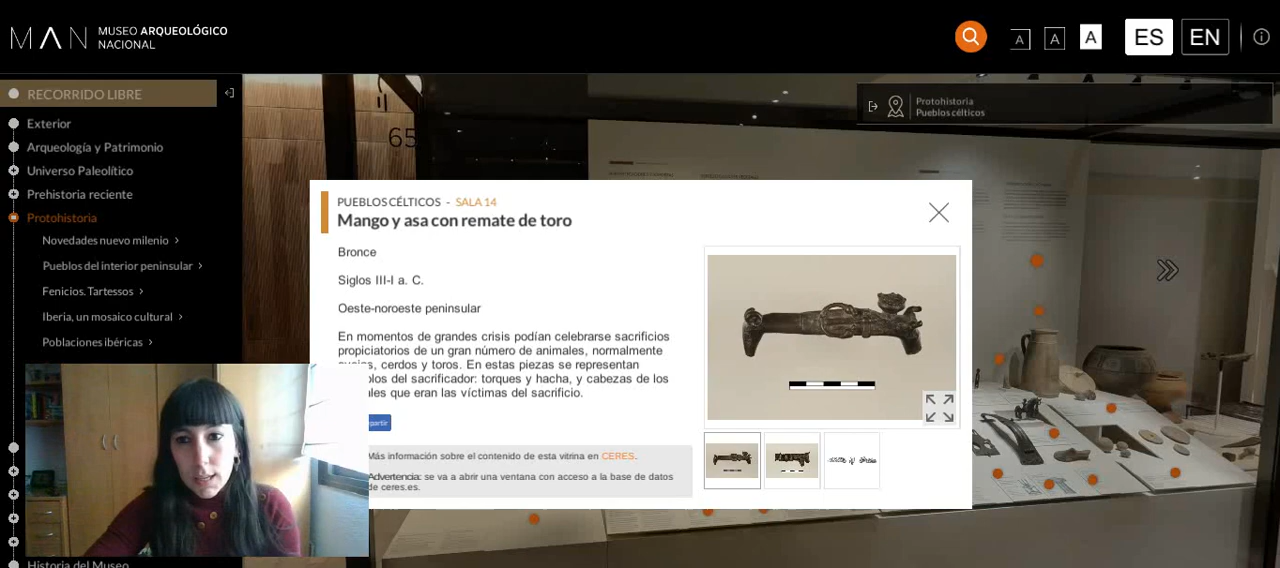 MAN MUSEO ARQUEOLÓGICO
NACIONAL
A A A ES EN
RECORRIDO LIBRE
Exterior
Arqueología y Patrimonio
Universo Paleolítico
Prehistoria reciente
Protohistoria
Novedades nuevo milenio
Pueblos del interior peninsular
Fenicios. Tartessos
Iberia, un mosaico cultural
Poblaciones ibéricas
Historia del Museo
Protohistoria
Pueblos célticos
65
PUEBLOS CÉLTICOS - SALA 14
Mango y asa con remate de toro
Bronce
Siglos III-I a. C.
Oeste-noroeste peninsular
En momentos de grandes crisis podían celebrarse sacrificios
propiciatorios de un gran número de animales, normalmente
cerdos y toros. En estas piezas se representan
del sacrificador: torques y hacha, y cabezas de los
que eran las víctimas del sacrificio.
Más información sobre el contenido de esta vitrina en CERES.
Advertencia: se va a abrir una ventana con acceso a la base de datos
de ceres.es.